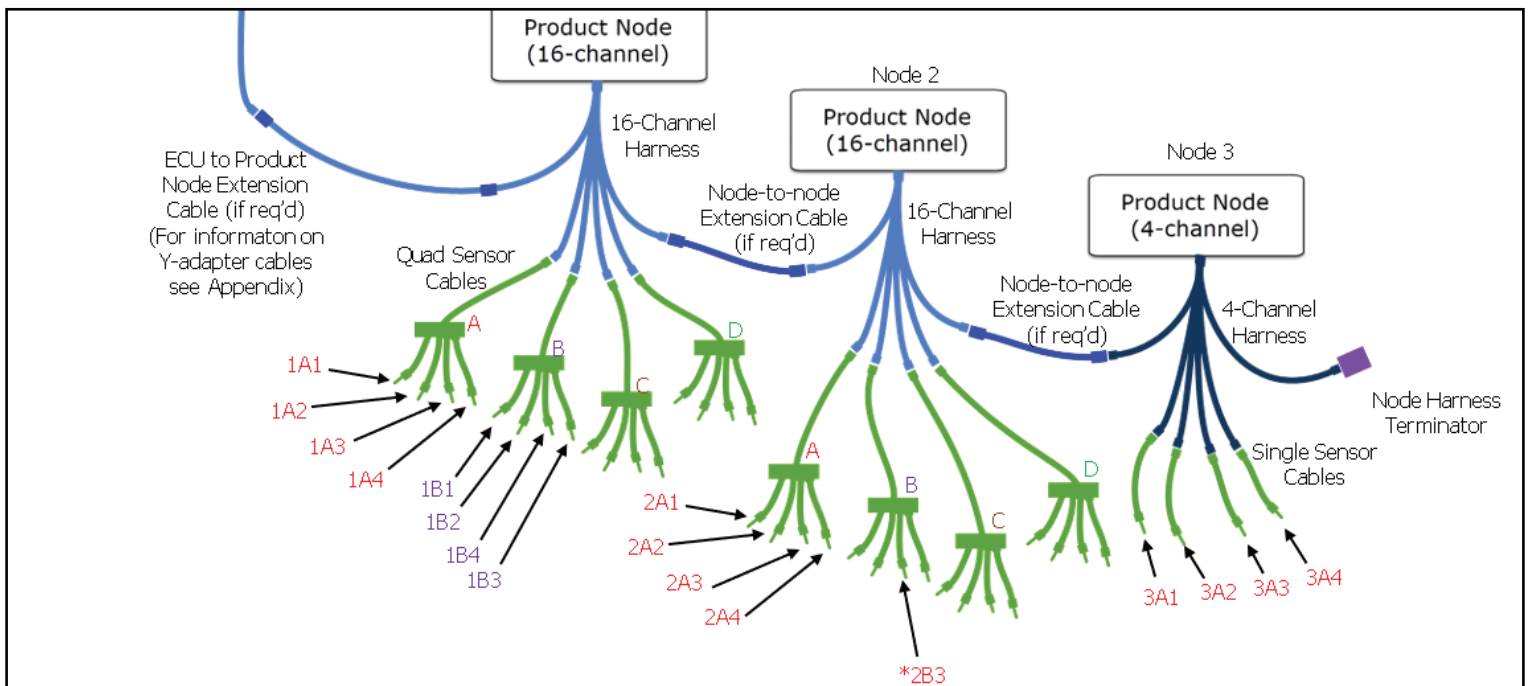 Product Node
(16-channel)
Node 2
Product Node
(16-channel)
Node 3
Product Node
(4-channel)
16-Channel
Harness
ECU to Product
Node Extension
Cable (if req'd)
(For informaton on
Y-adapter cables
see Appendix)
Node-to-node
Extension Cable
(if req'd)
16-Channel
Harness
Quad Sensor
Cables
Node-to-node
Extension Cable
(if req'd)
4-Channel
Harness
A
B
C
D
1A1
1A2
1A3
1A4
1B1
1B2
1B4
1B3
A
B
C
D
2A1
2A2
2A3
2A4
*2B3
Node Harness
Terminator
Single Sensor
Cables
3A1
3A2
3A3
3A4